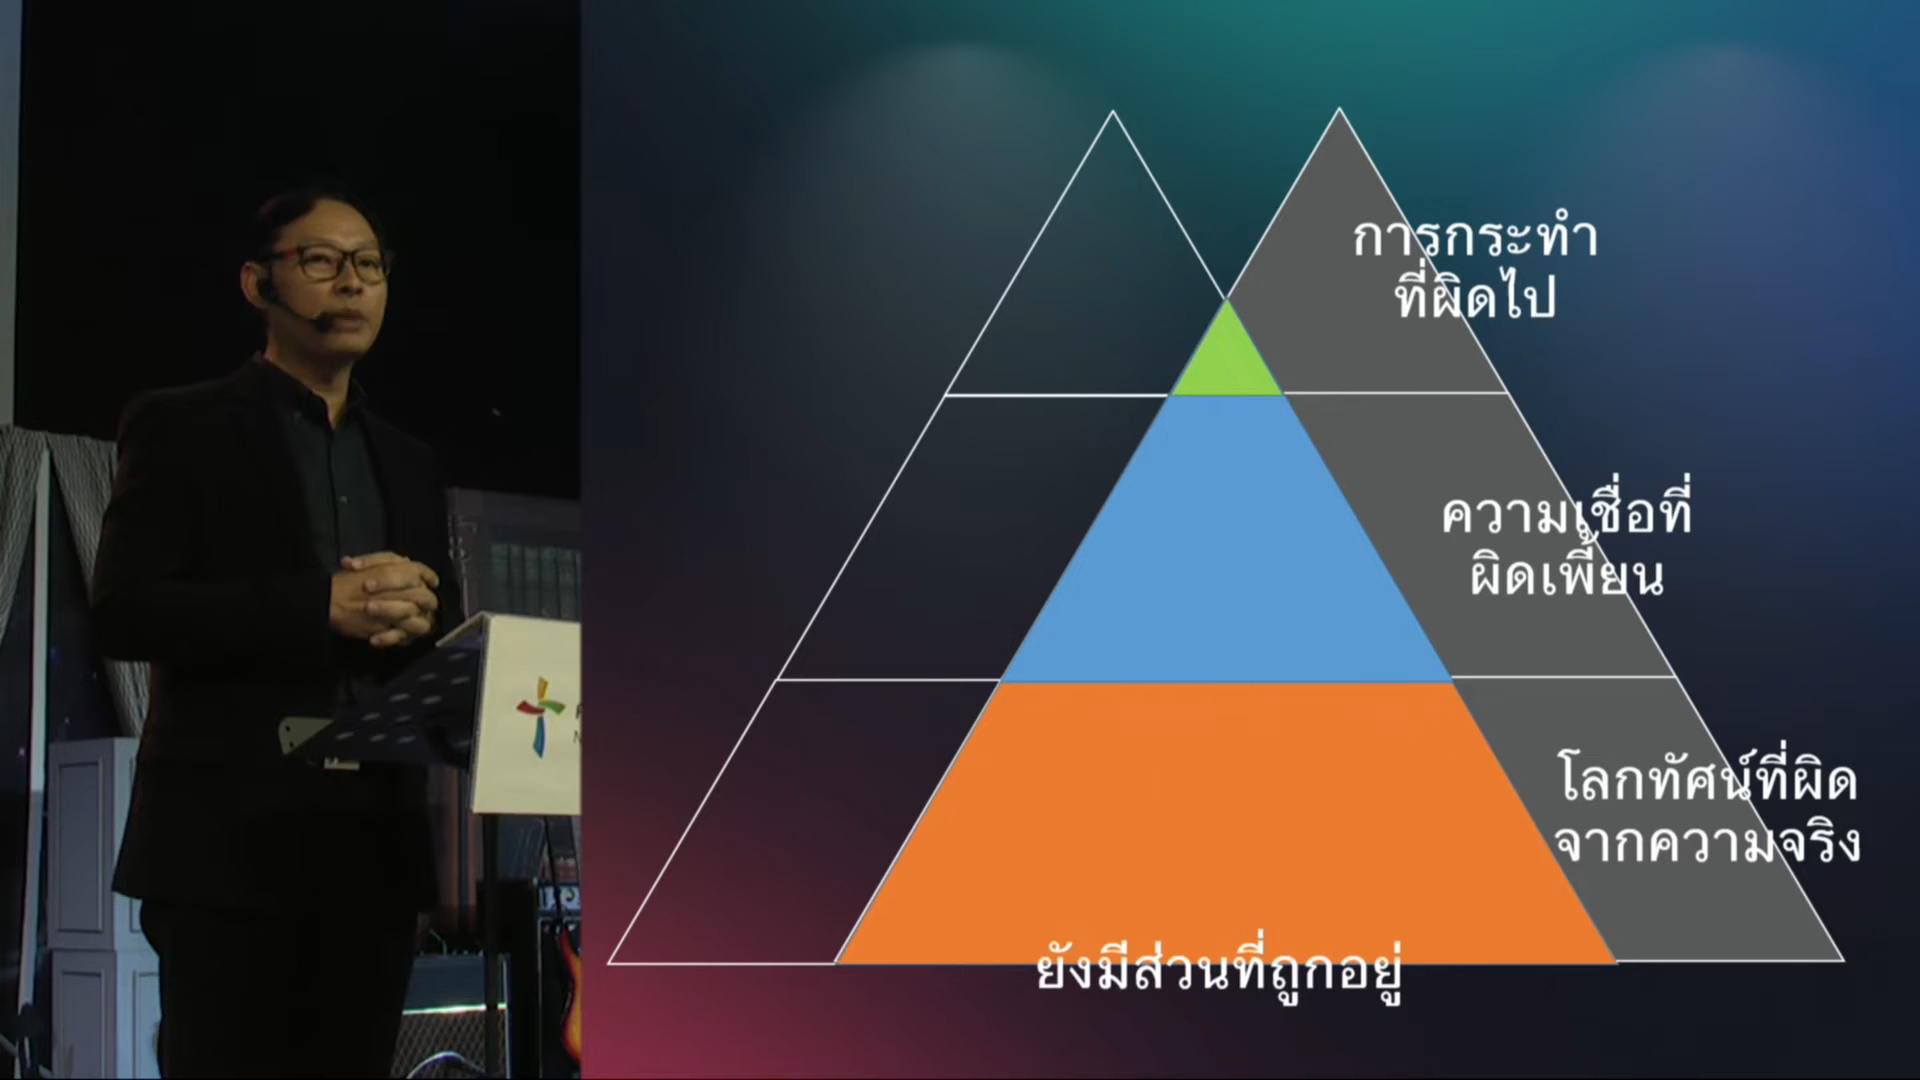 การกระทำ
ที่ผิดไป
ความเชื่อที่
ผิดเพี้ยน
โลกทัศน์ที่ผิด
จากความจริง
ยังมีส่วนที่ถูกอยู่